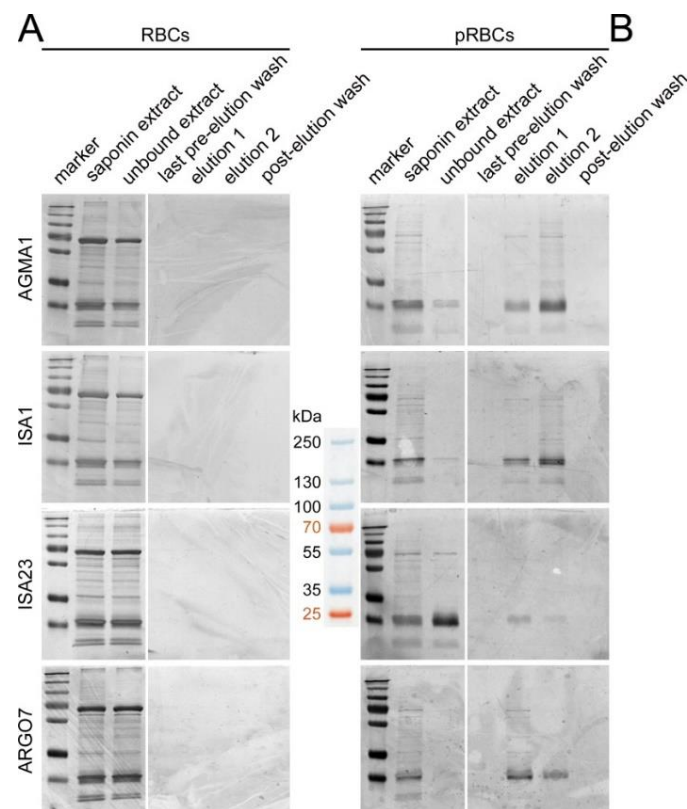 A
RBCs
pRBCs
B
marker
saponin extract
unbound extract
last pre-elution wash
elution 1
elution 2
post-elution wash
marker
saponin extract
unbound extract
last pre-elution wash
elution 1
elution 2
post-elution wash
AGMA1
ISA1
ISA23
ARGO7
kDa
250
130
100
70
55
35
25